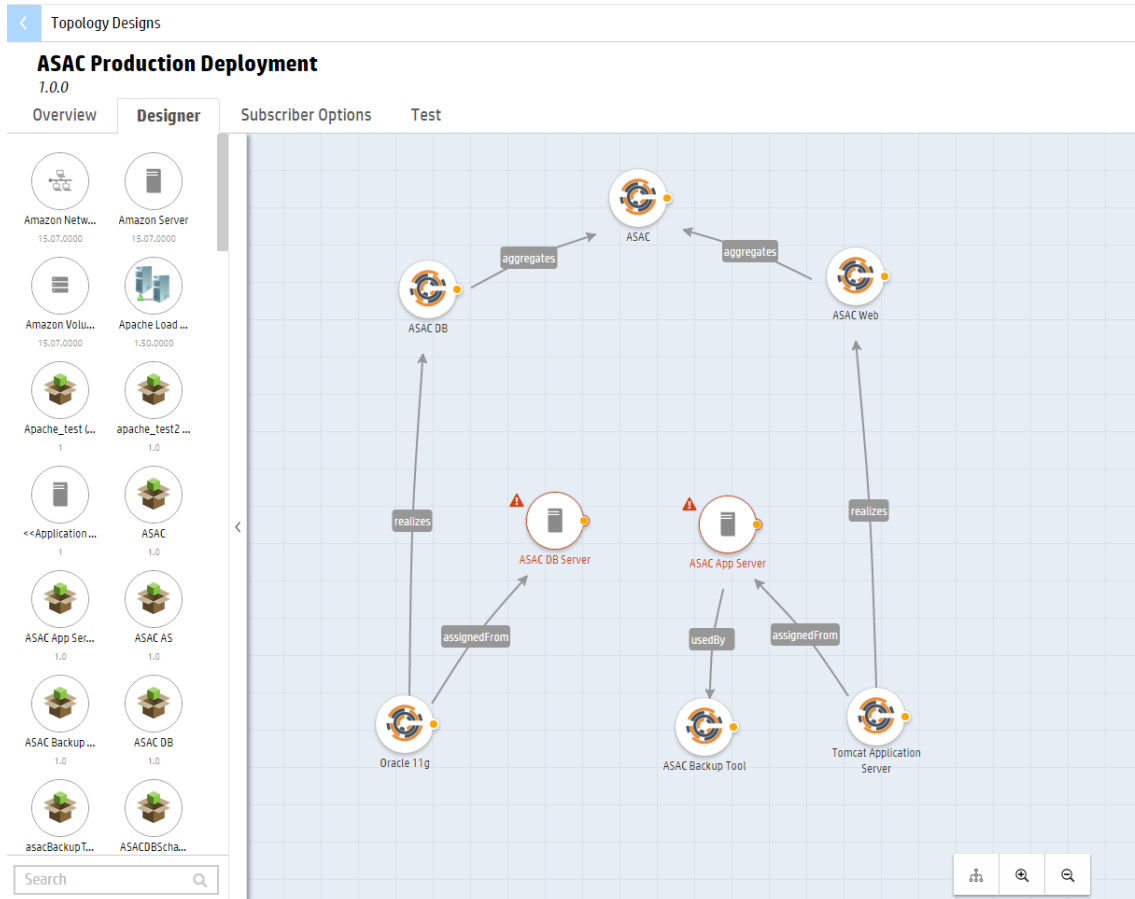 Topology Designs
ASAC Production Deployment
1.0.0
Overview
Designer
Subscriber Options
Test
Amazon Netw...
15.07.0000
Amazon Server
15.07.0000
Amazon Volu...
15.07.0000
Apache Load ...
1.50.0000
Apache_test (...
1
apache_test2 ...
1.0
<<Application...
1
ASAC
1.0
ASAC App Ser...
1.0
ASAC AS
1.0
ASAC Backup ...
1.0
ASAC DB
1.0
asacBackupT...
ASACDBScha...
Search
ASAC
aggregates
aggregates
ASAC DB
ASAC Web
realizes
realizes
ASAC DB Server
ASAC App Server
assignedFrom
usedBy
assignedFrom
Oracle 11g
ASAC Backup Tool
Tomcat Application
Server